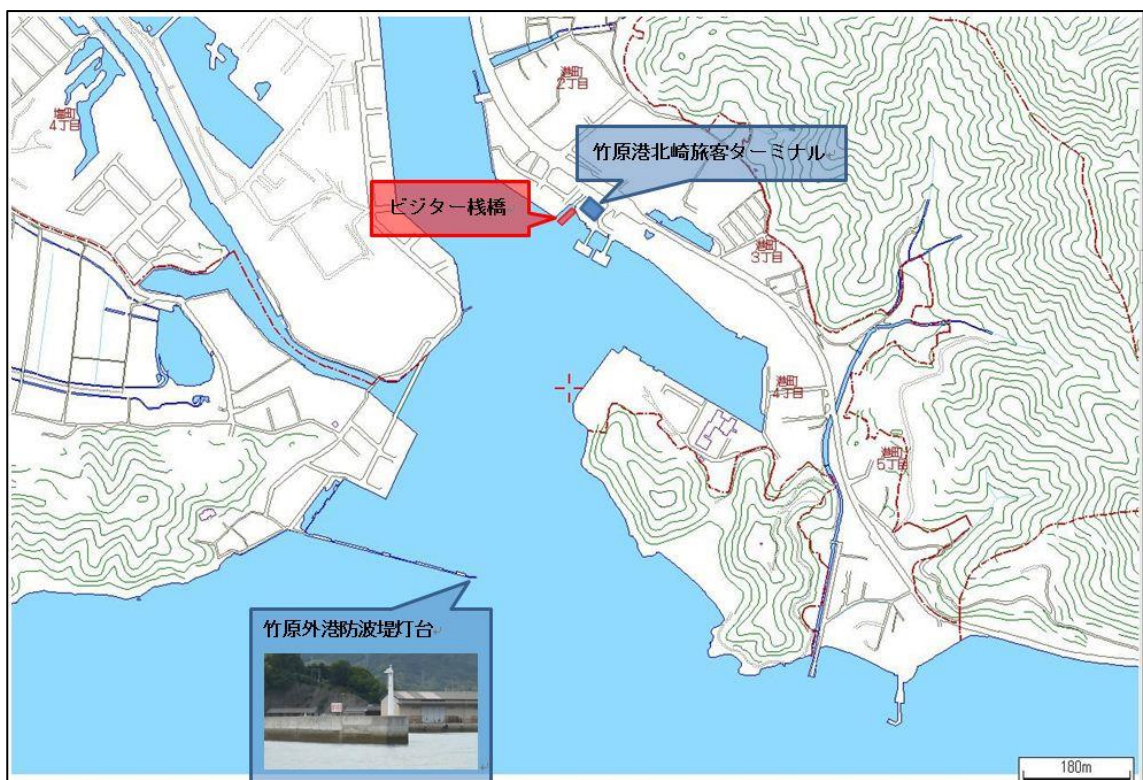 港町
2丁目
塩町
4丁目
竹原港北崎旅客ターミナル
ビジター桟橋
港町
3丁目
港町
4丁目
港町
5丁目
竹原外港防波堤灯台
180m